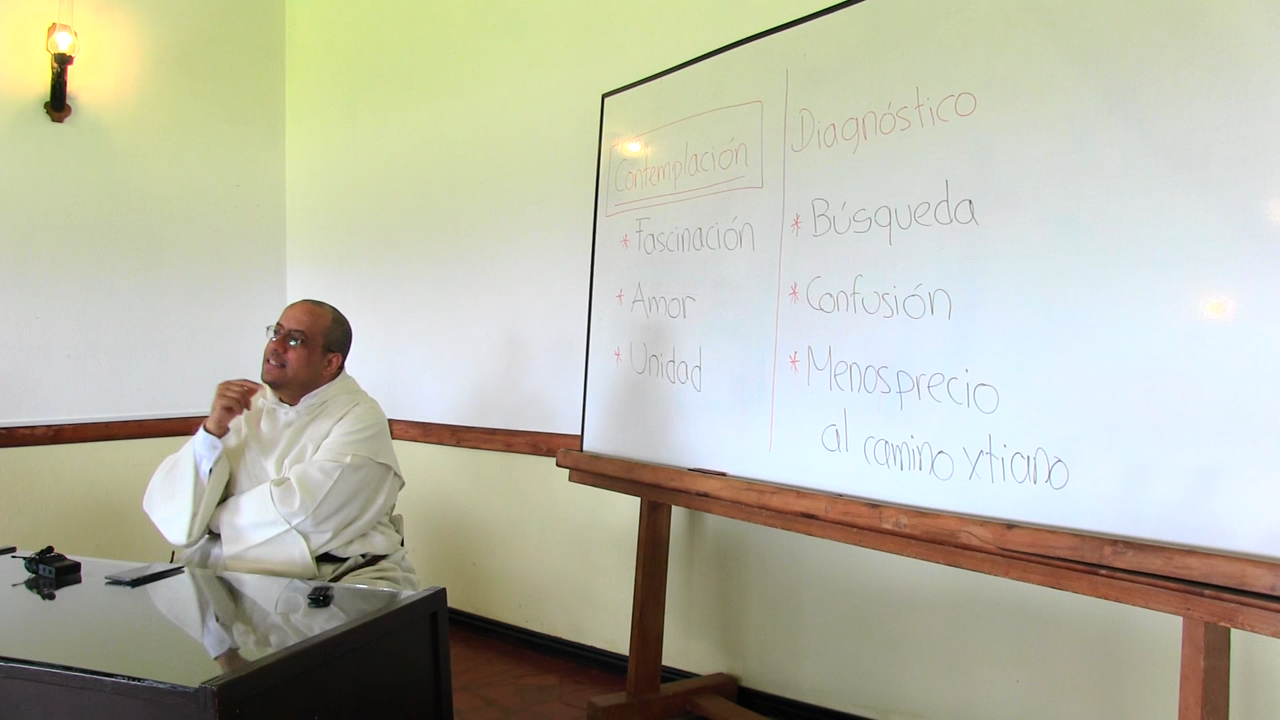 Contemplación
* Fascinación
* Amor
* Unidad
Diagnóstico
* Búsqueda
* Confusión
* Menosprecio
al camino xtiano